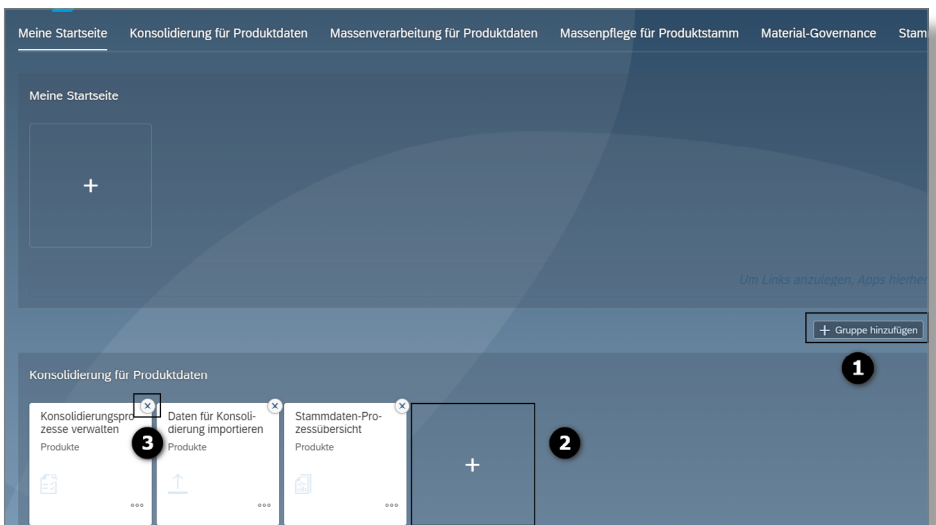 Meine Startseite Konsolidierung für Produktdaten Massenverarbeitung für Produktdaten Massenpflege für Produktstamm Material-Governance Stam
Meine Startseite
+
Um Links anzulegen, Apps hierher
+ Gruppe hinzufügen
1
Konsolidierung für Produktdaten
Konsolidierungspro-
zesse verwalten
Produkte
3
Daten für Konsoli-
dierung importieren
Produkte
Stammdaten-Pro-
zessübersicht
Produkte
+
2